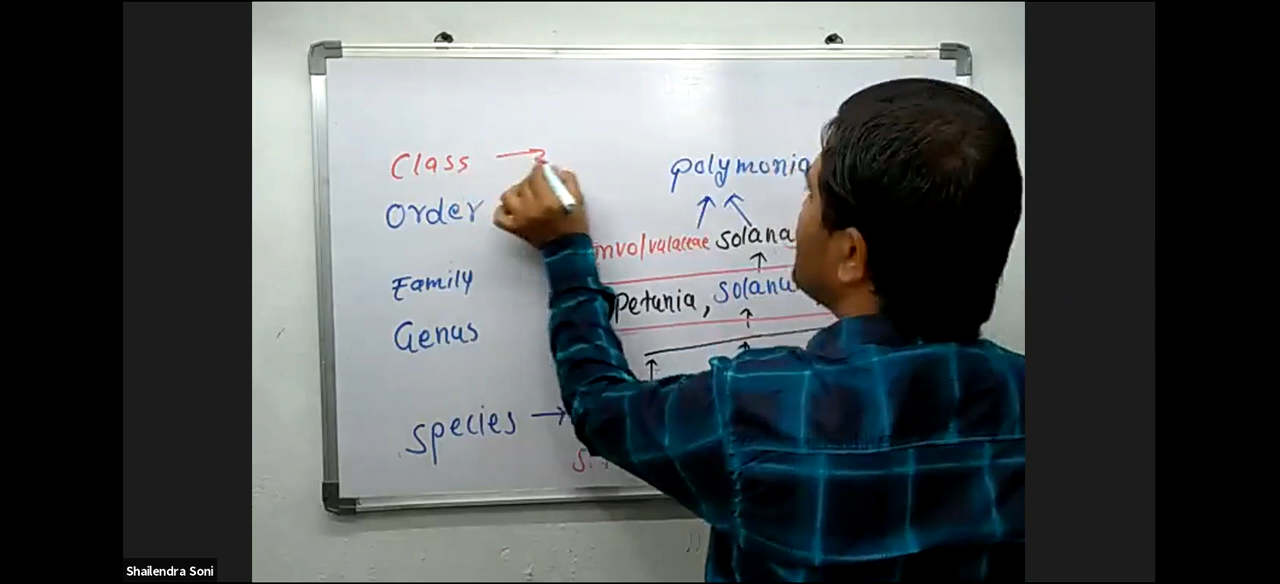 Class → polymonia
Order
mvolvulaceae solana
Family
Petunia, Solanu
Genus
Species →
S.
Shailendra Soni